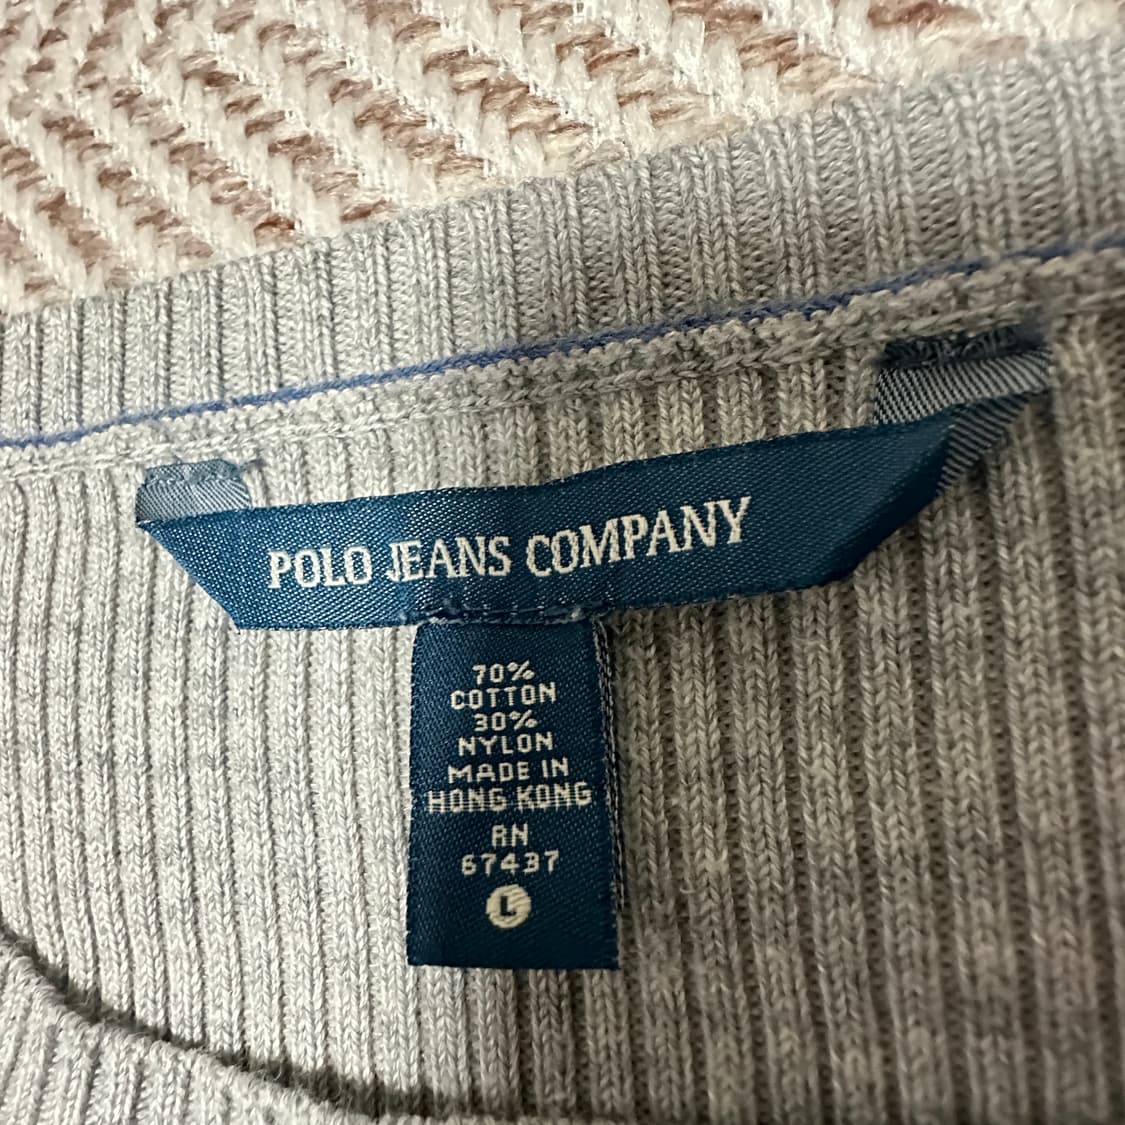 POLO JEANS COMPANY
70%
COTTON
30%
NYLON
MADE IN
HONG KONG
RN
67437
L